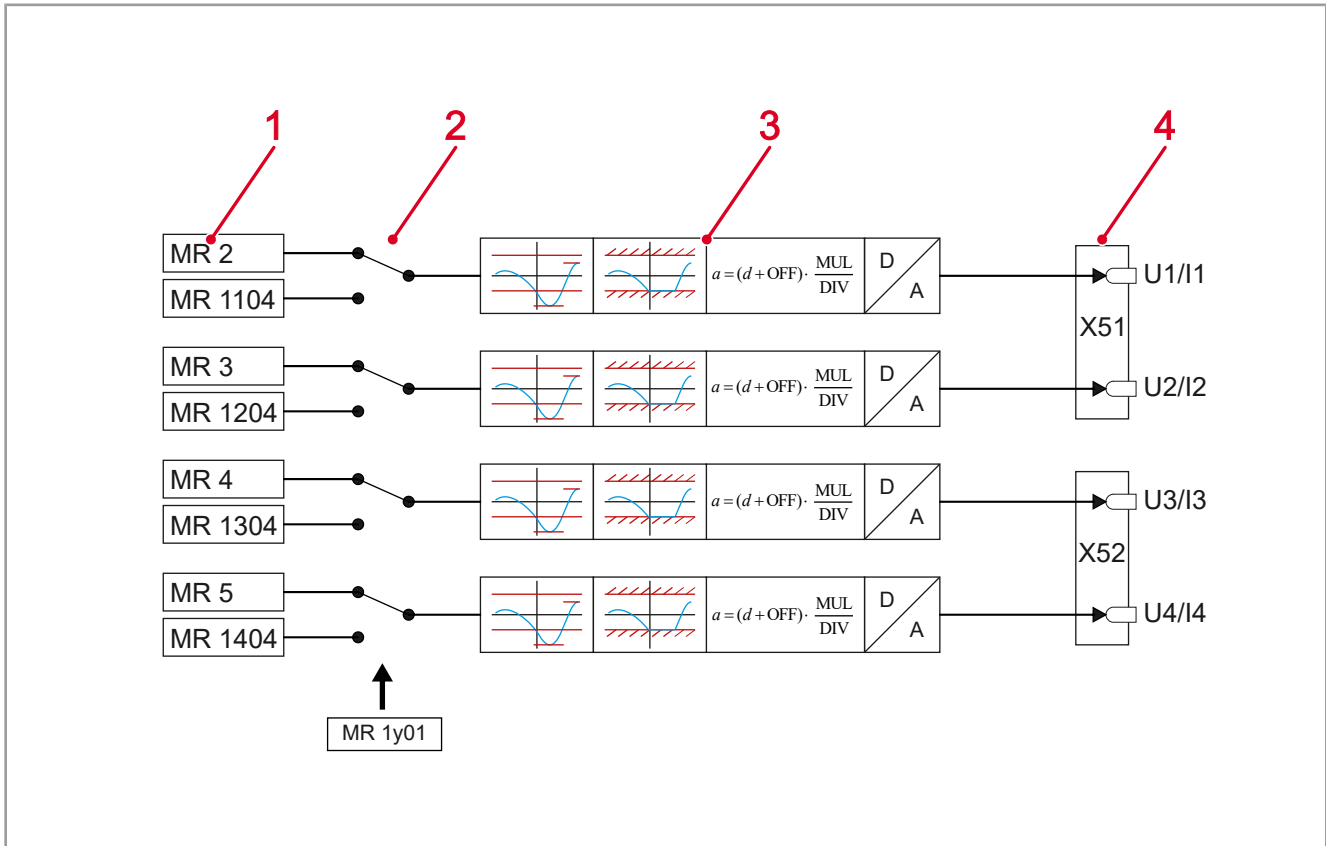 1 2 3 4
MR 2
MR 1104
a=(d+OFF)· MUL/DIV
D/A
U1/I1
X51
MR 3
MR 1204
a=(d+OFF)· MUL/DIV
D/A
U2/I2
MR 4
MR 1304
a=(d+OFF)· MUL/DIV
D/A
U3/I3
X52
MR 5
MR 1404
a=(d+OFF)· MUL/DIV
D/A
U4/I4
MR 1y01